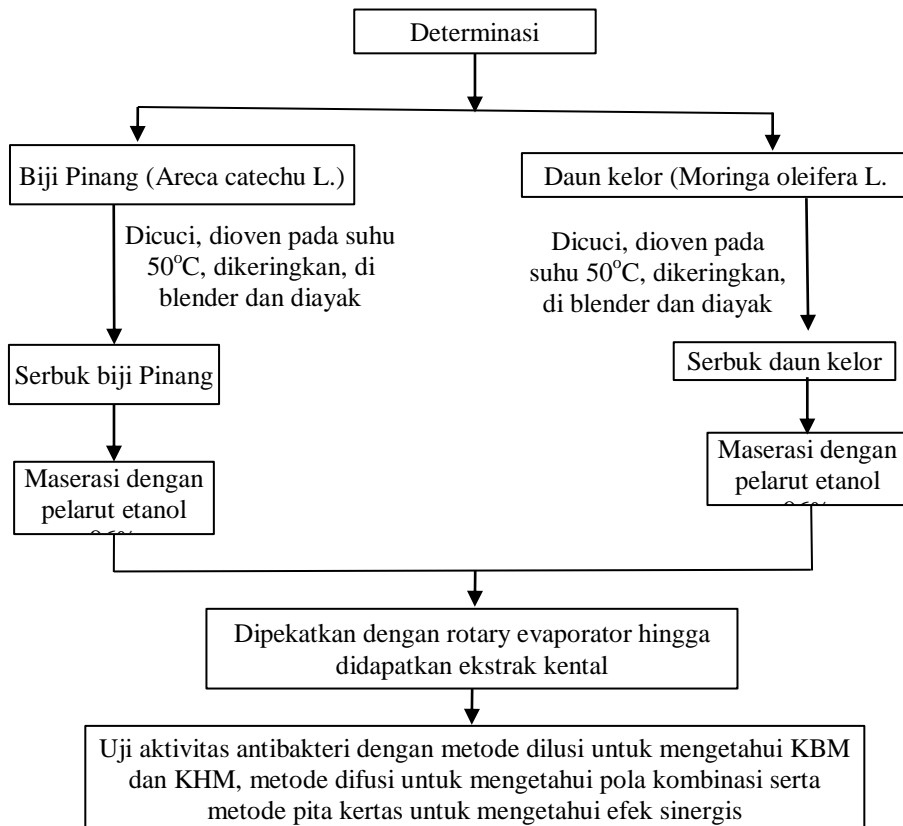 Determinasi
Biji Pinang (Areca catechu L.)
Dicuci, dioven pada suhu
50°C, dikeringkan, di
blender dan diayak
Serbuk biji Pinang
Maserasi dengan
pelarut etanol
Daun kelor (Moringa oleifera L.
Dicuci, dioven pada
suhu 50°C, dikeringkan,
di blender dan diayak
Serbuk daun kelor
Maserasi dengan
pelarut etanol
Dipekatkan dengan rotary evaporator hingga
didapatkan ekstrak kental
Uji aktivitas antibakteri dengan metode dilusi untuk mengetahui KBM
dan KHM, metode difusi untuk mengetahui pola kombinasi serta
metode pita kertas untuk mengetahui efek sinergis